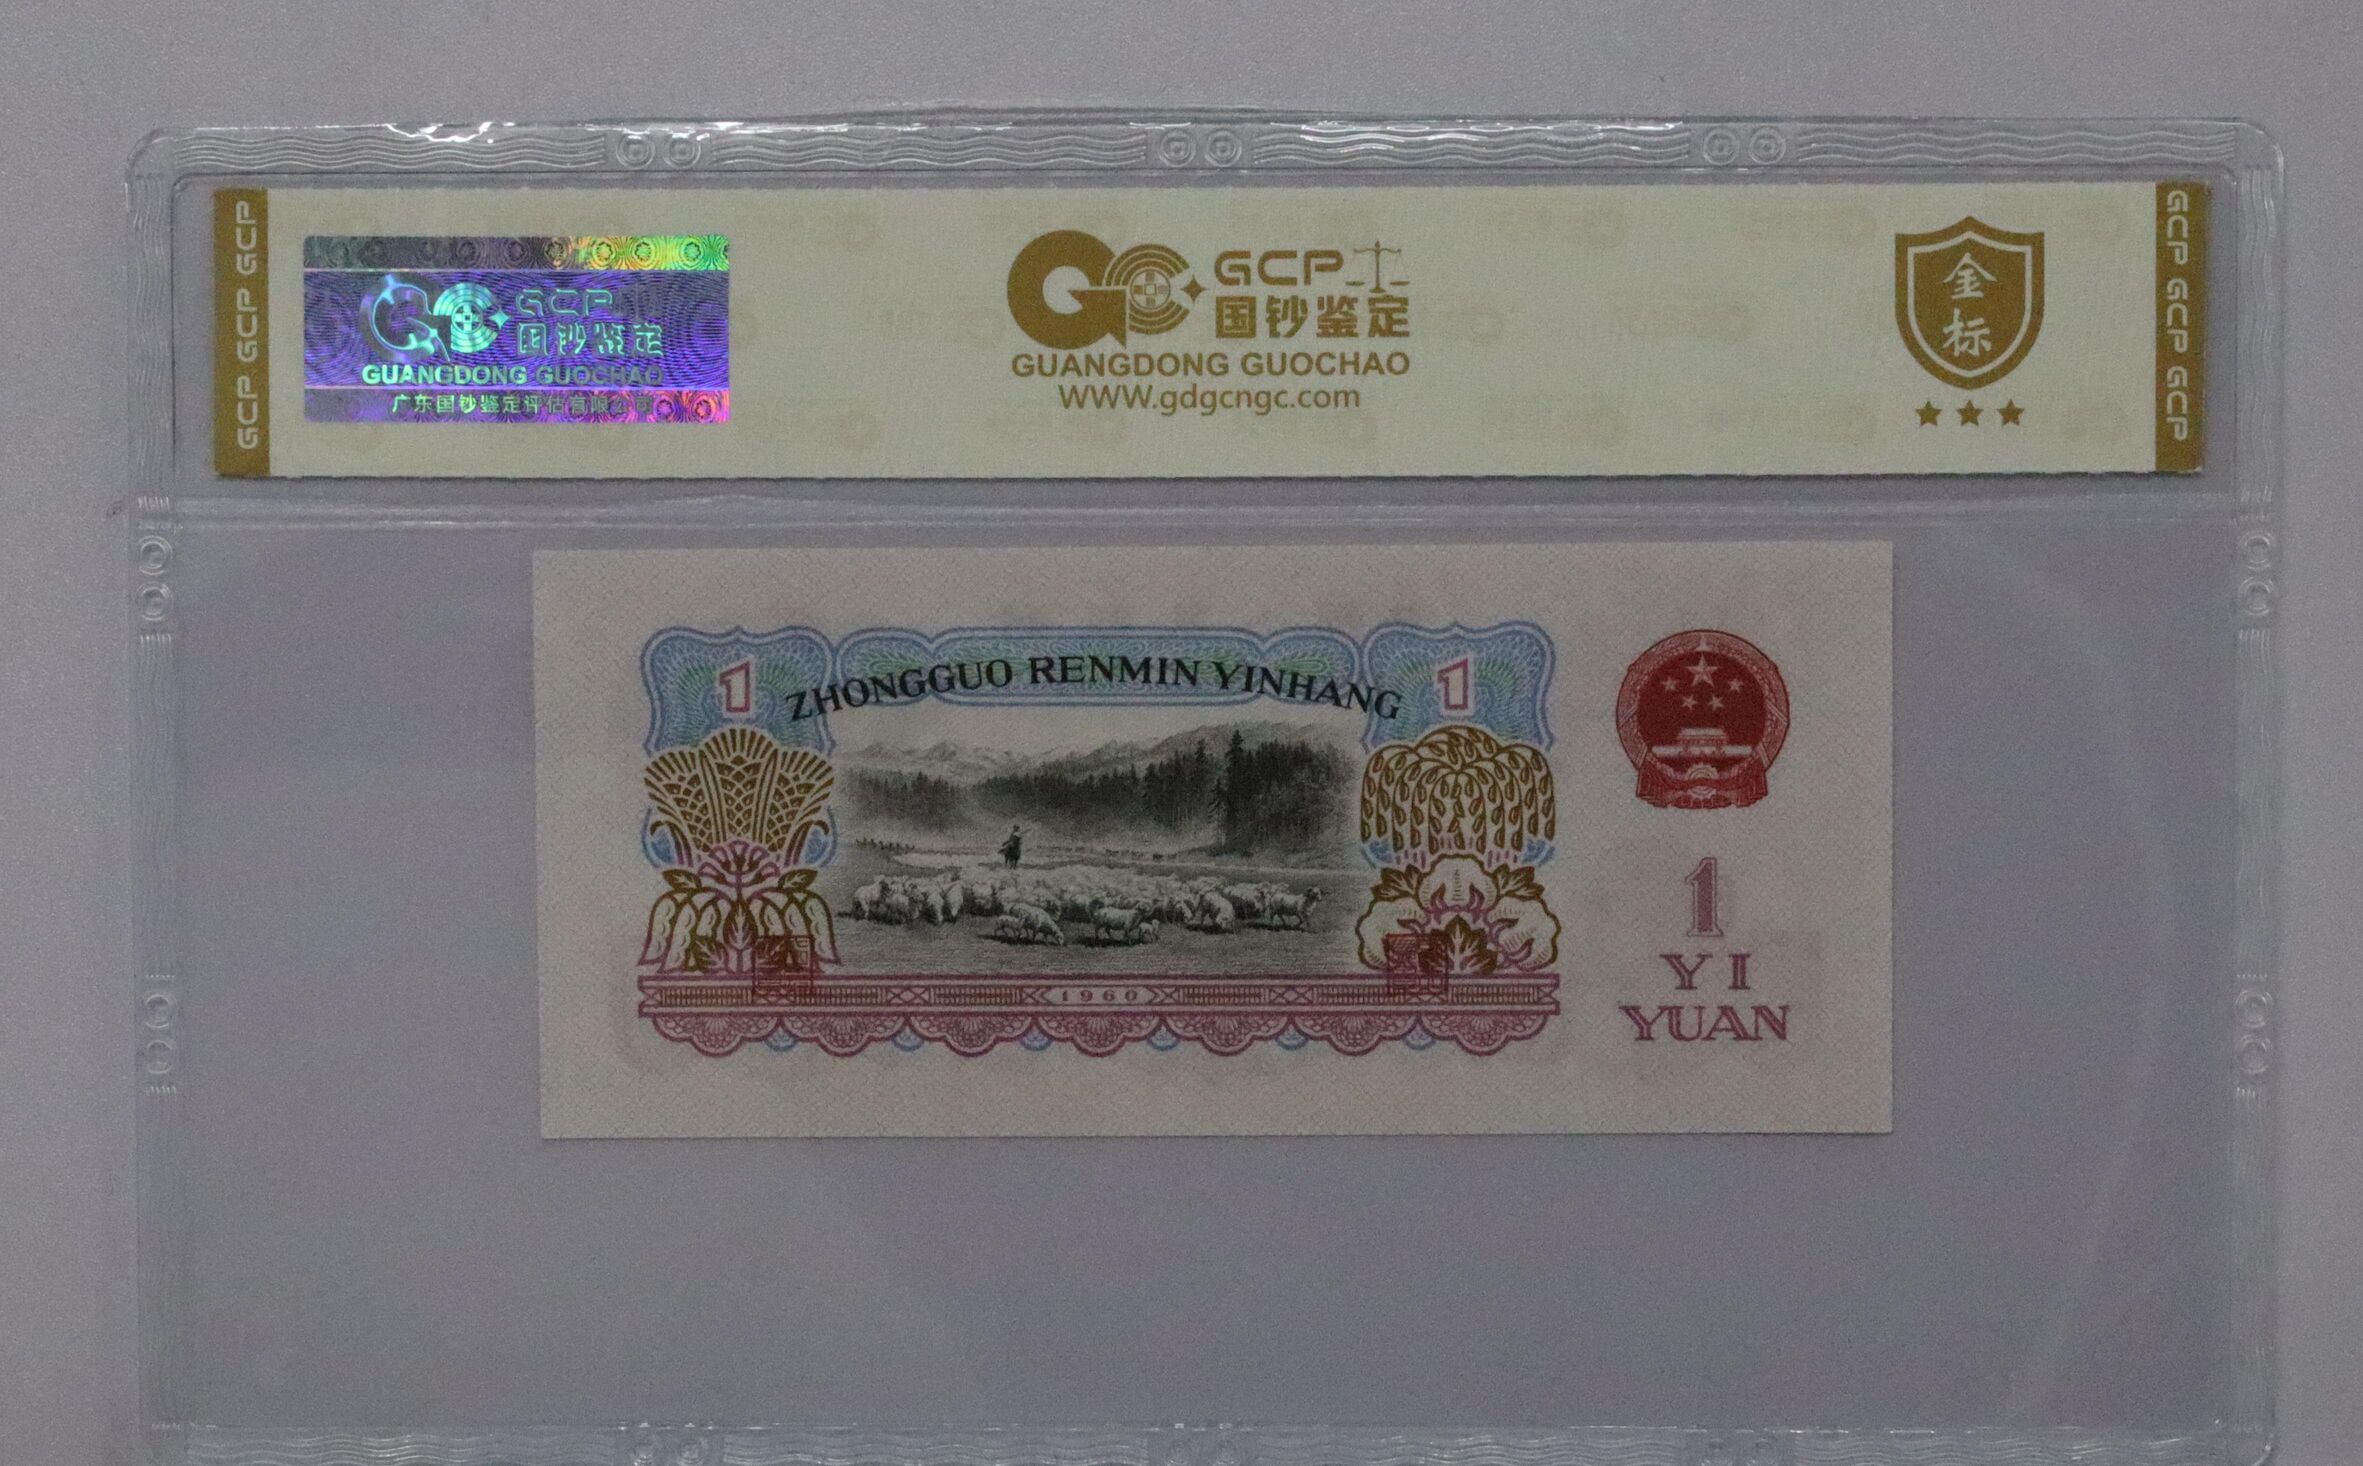 GCP GCP GCP
GCP
国钞鉴定
GUANGDONG GUOCHAO
广东国钞鉴定评估有限公司
GCP
国钞鉴定
GUANGDONG GUOCHAO
WWW.gdgcngc.com
金
标
GCP GCP GCP
1
ZHONGGUO RENMIN YINHANG
1
1960
1
YI
YUAN